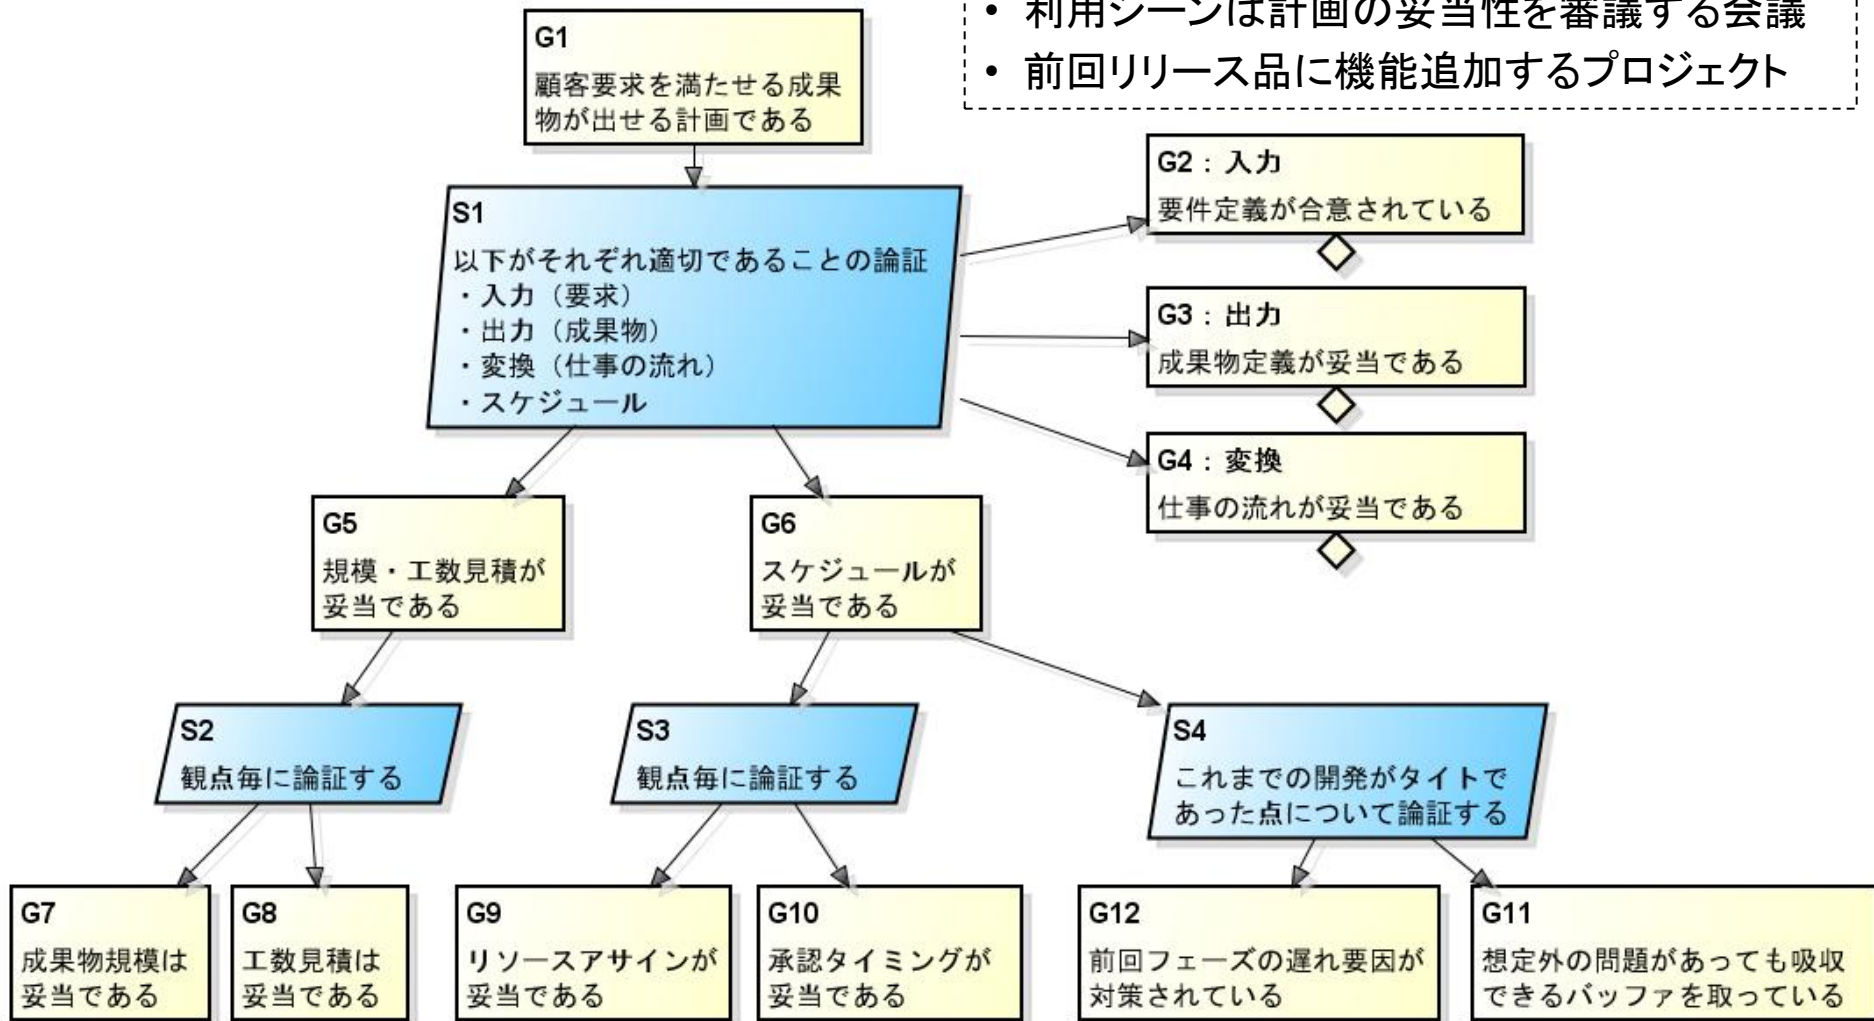 • 利用シーンは計画の妥当性を審議する会議
• 前回リリース品に機能追加するプロジェクト
G1
顧客要求を満たせる成果
物が出せる計画である
S1
以下がそれぞれ適切であることの論証
・入力（要求）
・出力（成果物）
・変換（仕事の流れ）
・スケジュール
G2：入力
要件定義が合意されている
G3：出力
成果物定義が妥当である
G4：変換
仕事の流れが妥当である
G5
規模・工数見積が
妥当である
G6
スケジュールが
妥当である
S2
観点毎に論証する
S3
観点毎に論証する
S4
これまでの開発がタイトで
あった点について論証する
G7
成果物規模は
妥当である
G8
工数見積は
妥当である
G9
リソースアサインが
妥当である
G10
承認タイミングが
妥当である
G12
前回フェーズの遅れ要因が
対策されている
G11
想定外の問題があっても吸収
できるバッファを取っている